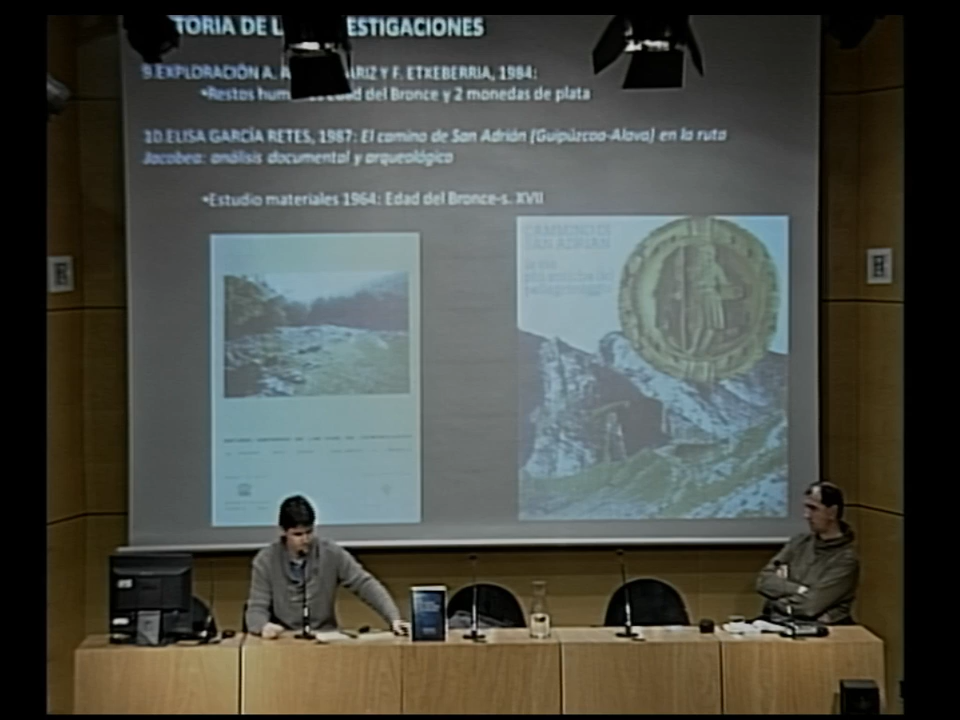 TORIA DE L ESTIGACIONES
9.EXPLORACIÓN A. A ARIZ Y F. ETXEBERRIA, 1984:
•Restos hum Edad del Bronce y 2 monedas de plata
10.ELISA GARCÍA RETES, 1987: El camino de San Adrián (Guipúzcoa-Alava) en la ruta
Jacobea: análisis documental y arqueológico
•Estudio materiales 1964: Edad del Bronce-s. XVII
SAN ADRIAN